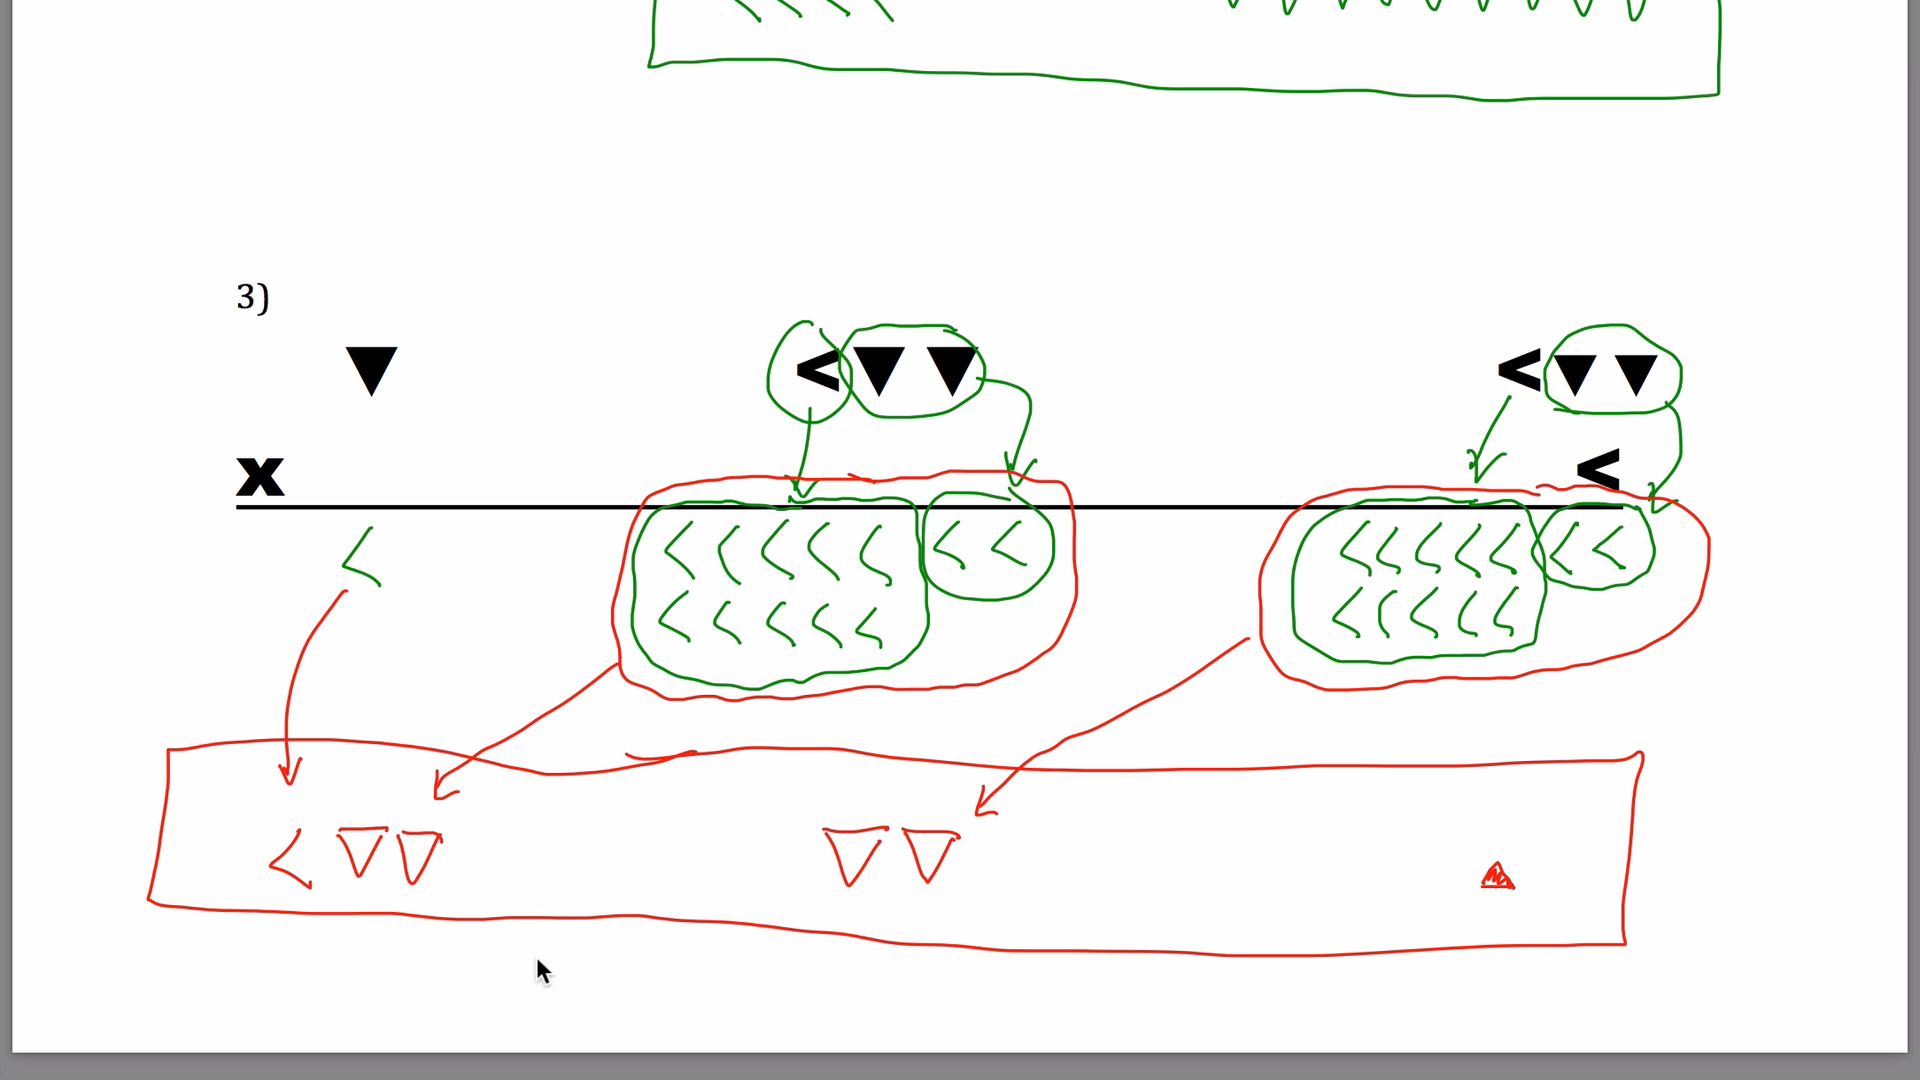 3)
▼ <▼ ▼ <▼ ▼
x <
< < < < < < < < < < < < < < <
< < < < < < < < < <
< ▽ ▽ ▽ ▽ ▲